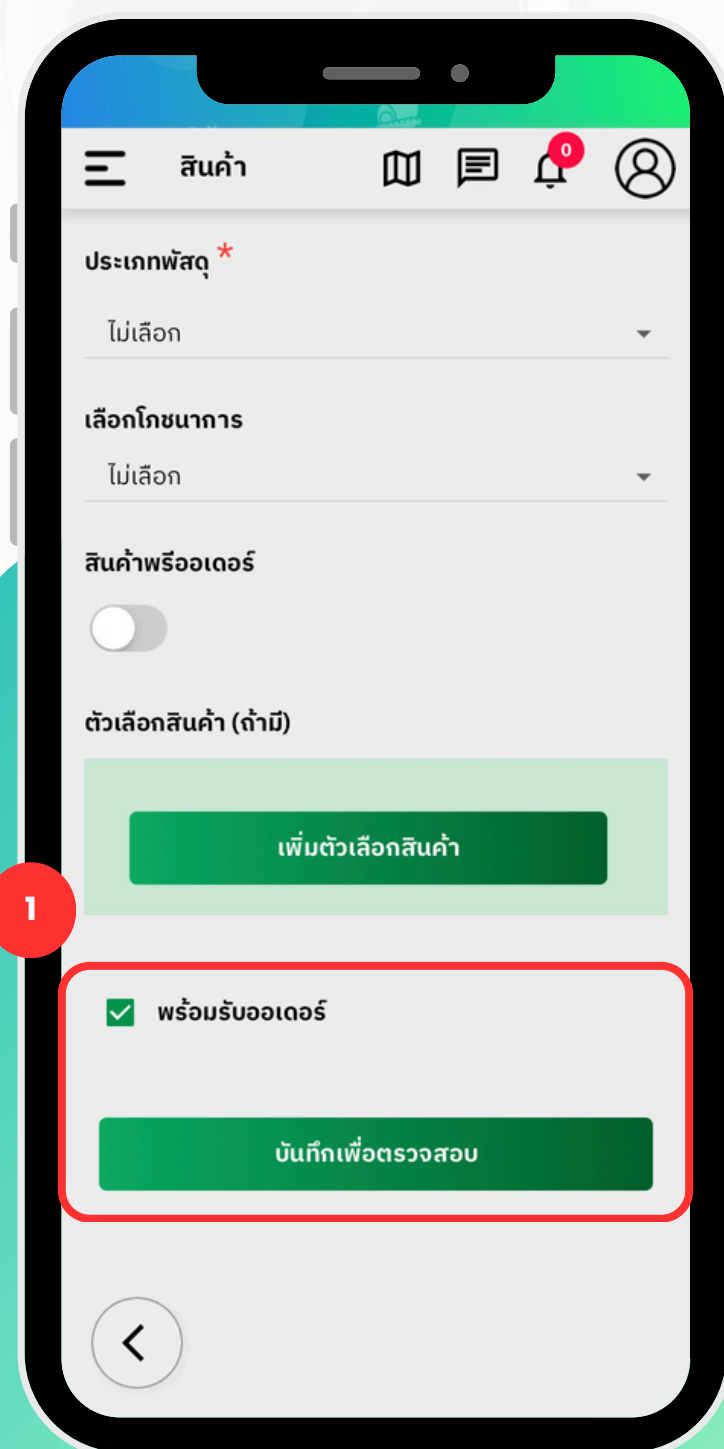 สินค้า
0
ประเภทพัสดุ *
ไม่เลือก
เลือกโภชนาการ
ไม่เลือก
สินค้าพรีออเดอร์
ตัวเลือกสินค้า (ถ้ามี)
เพิ่มตัวเลือกสินค้า
1
พร้อมรับออเดอร์
บันทึกเพื่อตรวจสอบ